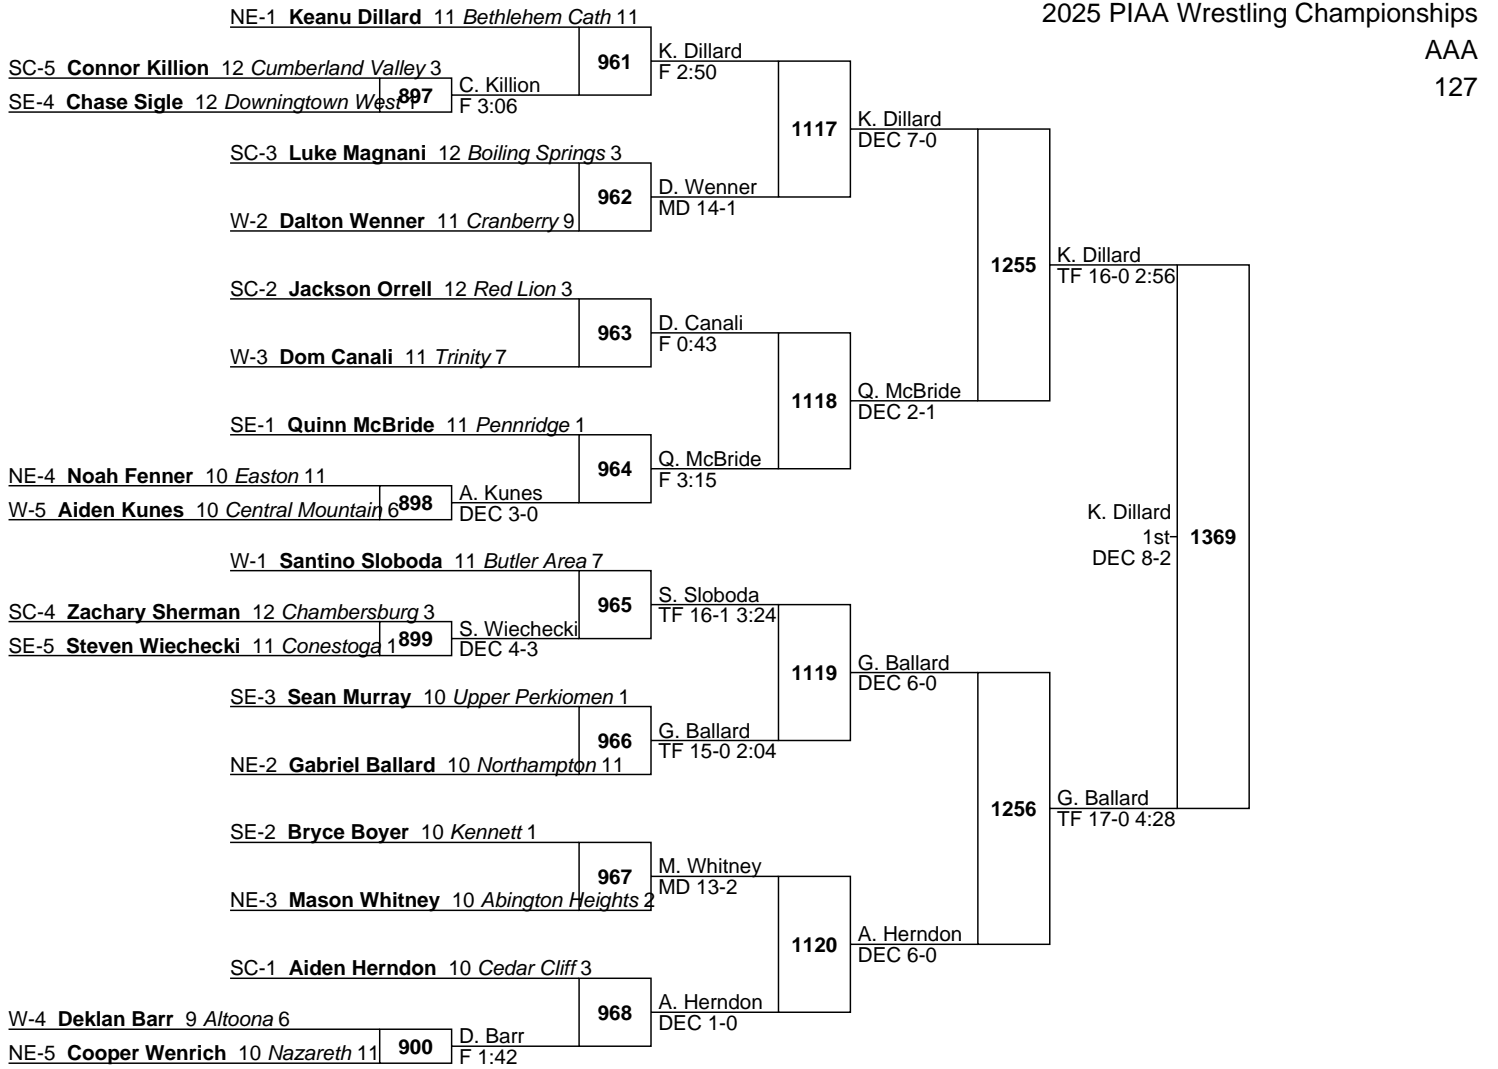 2025 PIAA Wrestling Championships
AAA
127
NE-1 Keanu Dillard 11 Bethlehem Cath 11
961
K. Dillard
F 2:50
SC-5 Connor Killion 12 Cumberland Valley 3
897
C. Killion
F 3:06
SE-4 Chase Sigle 12 Downingtown West 1
1117
K. Dillard
DEC 7-0
SC-3 Luke Magnani 12 Boiling Springs 3
962
D. Wenner
MD 14-1
W-2 Dalton Wenner 11 Cranberry 9
1255
K. Dillard
TF 16-0 2:56
SC-2 Jackson Orrell 12 Red Lion 3
963
D. Canali
F 0:43
W-3 Dom Canali 11 Trinity 7
1118
Q. McBride
DEC 2-1
SE-1 Quinn McBride 11 Pennridge 1
964
Q. McBride
F 3:15
NE-4 Noah Fenner 10 Easton 11
898
A. Kunes
DEC 3-0
W-5 Aiden Kunes 10 Central Mountain 6
K. Dillard
1st
DEC 8-2
1369
W-1 Santino Sloboda 11 Butler Area 7
965
S. Sloboda
TF 16-1 3:24
SC-4 Zachary Sherman 12 Chambersburg 3
899
S. Wiechecki
DEC 4-3
SE-5 Steven Wiechecki 11 Conestoga 1
1119
G. Ballard
DEC 6-0
SE-3 Sean Murray 10 Upper Perkiomen 1
966
G. Ballard
TF 15-0 2:04
NE-2 Gabriel Ballard 10 Northampton 11
1256
G. Ballard
TF 17-0 4:28
SE-2 Bryce Boyer 10 Kennett 1
967
M. Whitney
MD 13-2
NE-3 Mason Whitney 10 Abington Heights 2
1120
A. Herndon
DEC 6-0
SC-1 Aiden Herndon 10 Cedar Cliff 3
968
A. Herndon
DEC 1-0
W-4 Deklan Barr 9 Altoona 6
900
D. Barr
F 1:42
NE-5 Cooper Wenrich 10 Nazareth 11